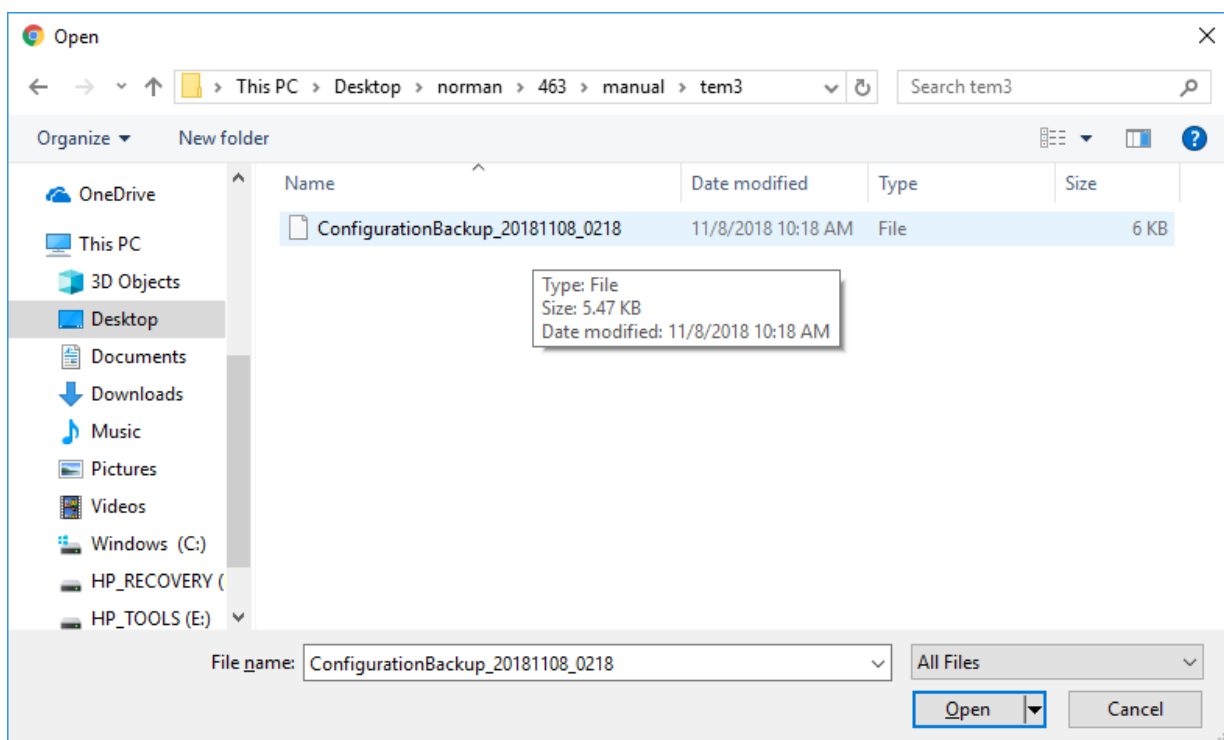 Open
This PC > Desktop > norman > 463 > manual > tem3
Search tem3
Organize
New folder
?
Name
Date modified
Type
Size
OneDrive
This PC
3D Objects
Desktop
Documents
Downloads
Music
Pictures
Videos
Windows (C:)
HP_RECOVERY (
HP_TOOLS (E:)
ConfigurationBackup_20181108_0218
11/8/2018 10:18 AM
File
6 KB
Type: File
Size: 5.47 KB
Date modified: 11/8/2018 10:18 AM
File name:
ConfigurationBackup_20181108_0218
All Files
Open
Cancel